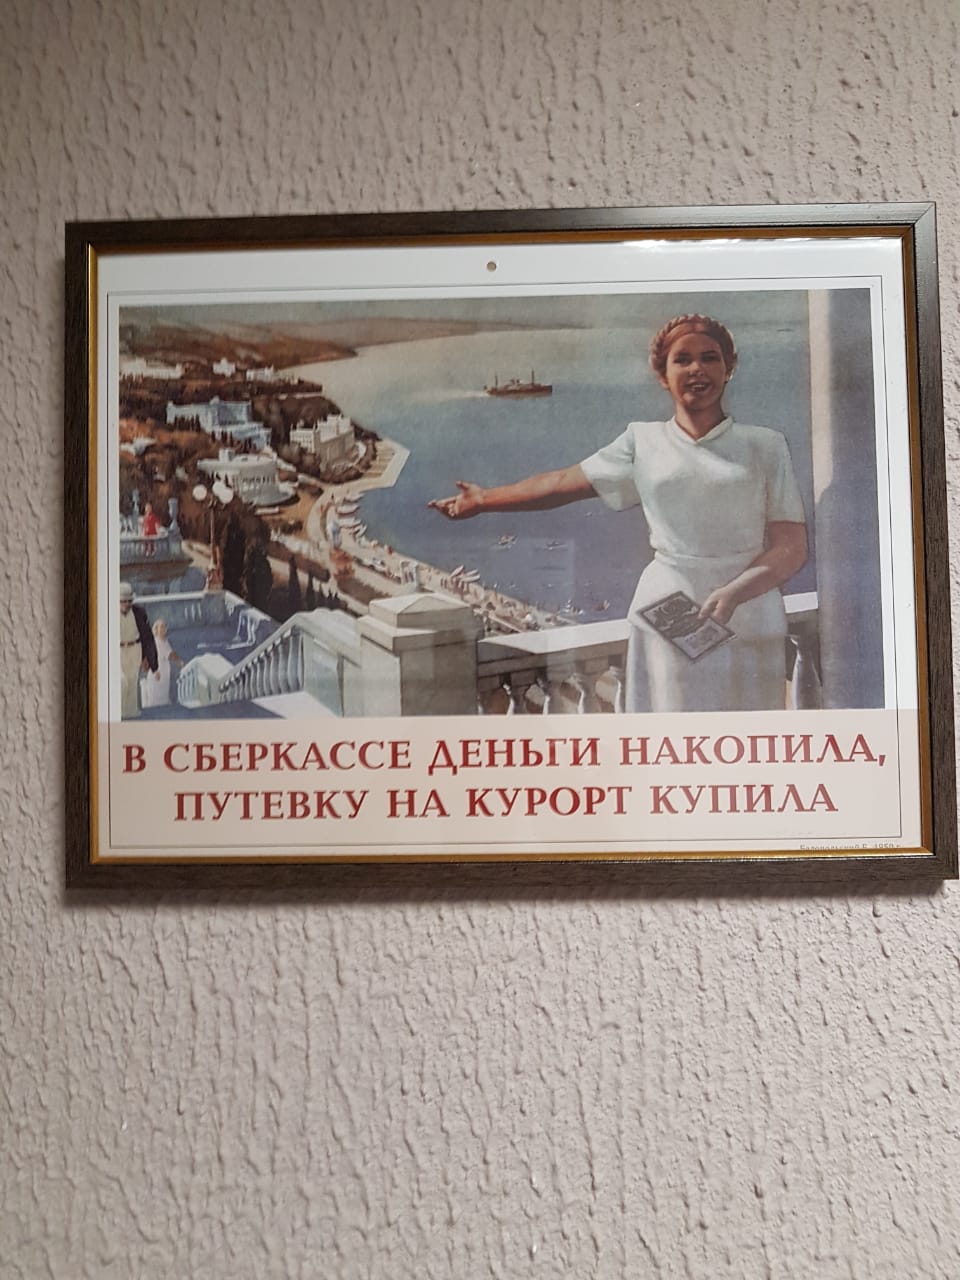 В СБЕРКАССЕ ДЕНЬГИ НАКОПИЛА,
ПУТЕВКУ НА КУРОРТ КУПИЛА